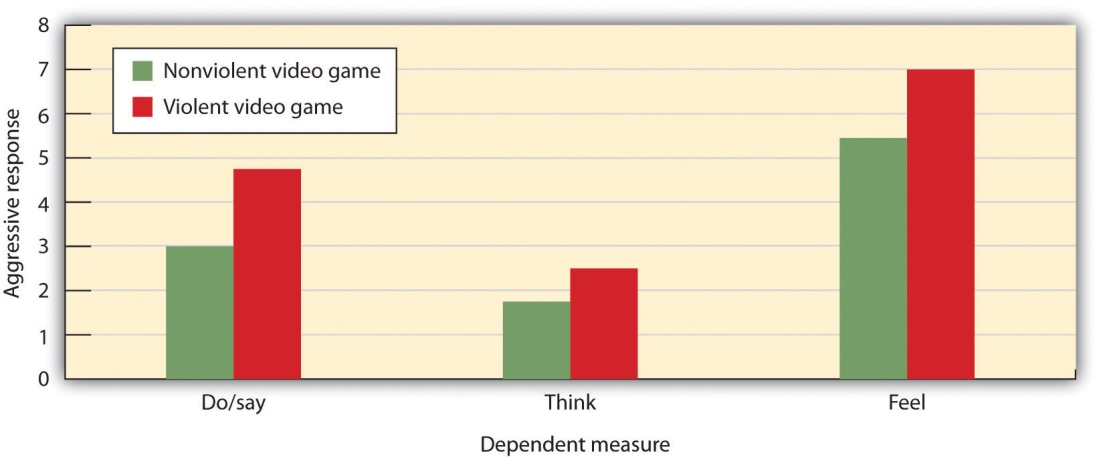 8
7
6
5
4
3
2
1
0
Aggressive response
Nonviolent video game
Violent video game
Do/say
Think
Feel
Dependent measure